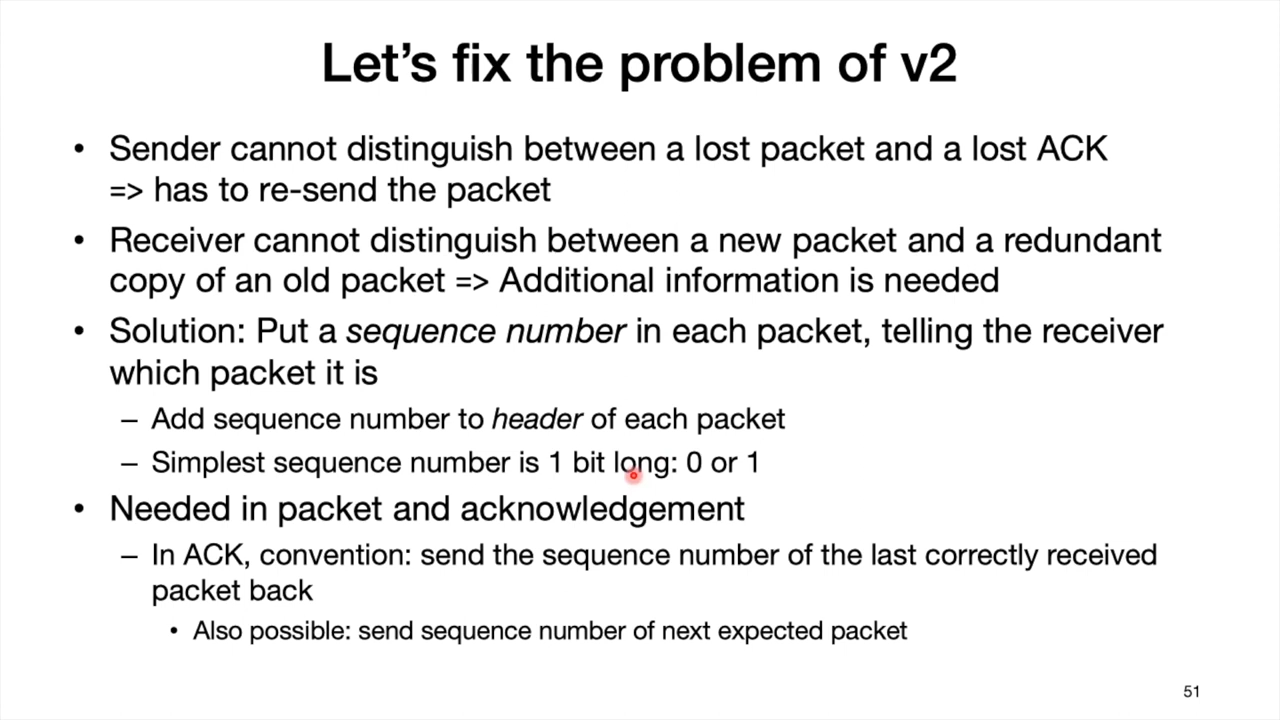 Let's fix the problem of v2
• Sender cannot distinguish between a lost packet and a lost ACK
=> has to re-send the packet
• Receiver cannot distinguish between a new packet and a redundant
copy of an old packet => Additional information is needed
• Solution: Put a sequence number in each packet, telling the receiver
which packet it is
– Add sequence number to header of each packet
– Simplest sequence number is 1 bit long: 0 or 1
• Needed in packet and acknowledgement
– In ACK, convention: send the sequence number of the last correctly received
packet back
• Also possible: send sequence number of next expected packet
51